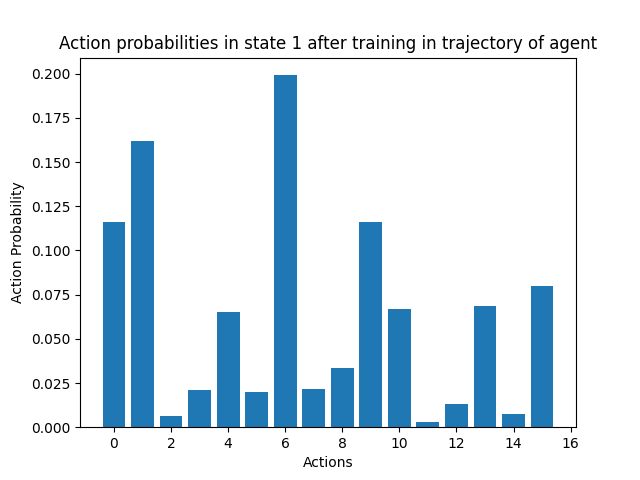 Action probabilities in state 1 after training in trajectory of agent
0.200
0.175
0.150
0.125
0.100
0.075
0.050
0.025
0.000
Action Probability
0 2 4 6 8 10 12 14 16
Actions